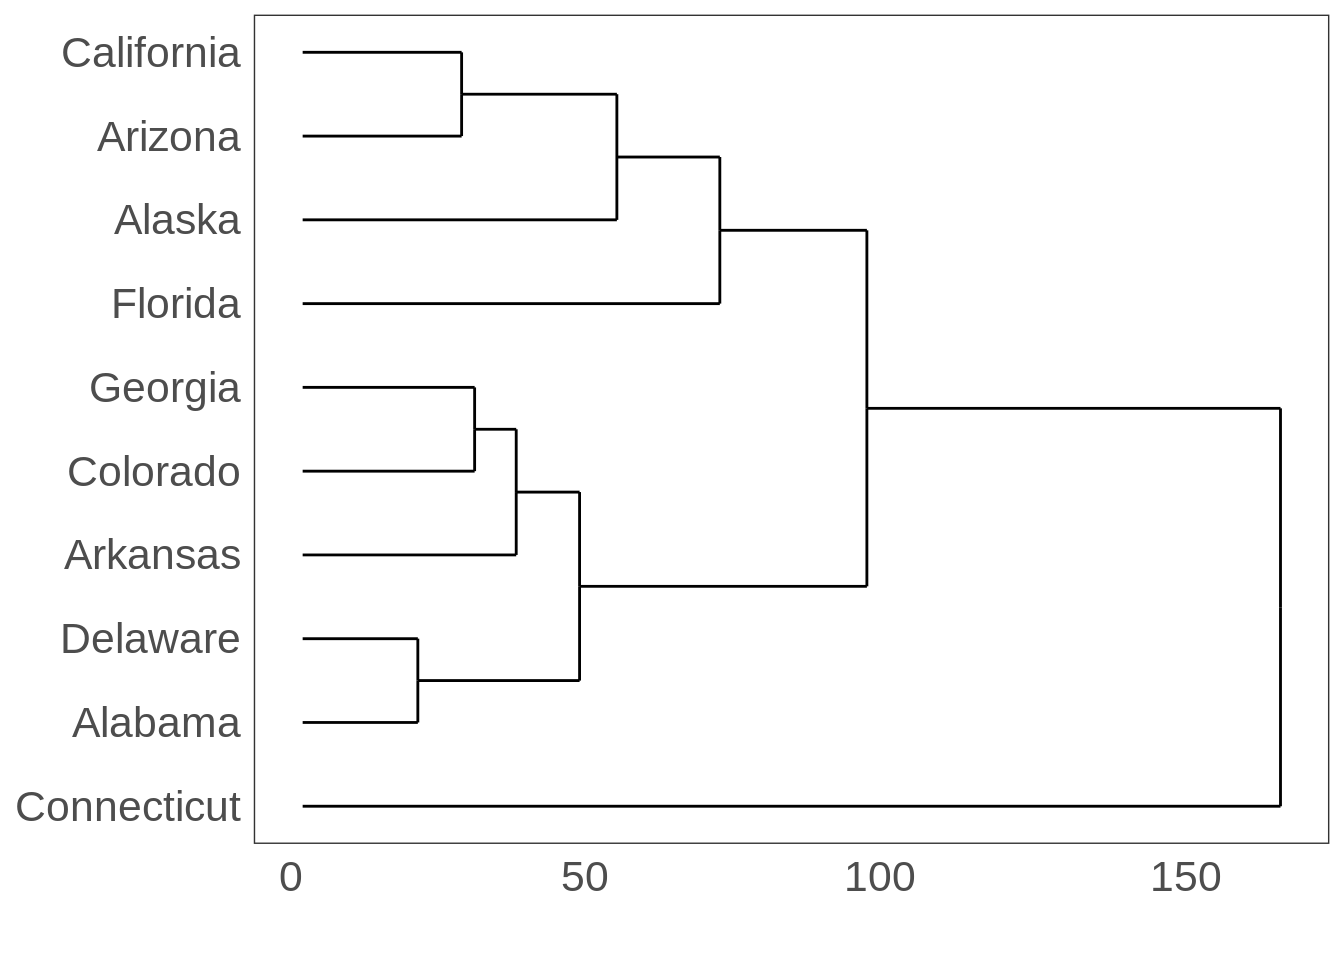 California
Arizona
Alaska
Florida
Georgia
Colorado
Arkansas
Delaware
Alabama
Connecticut
0 50 100 150